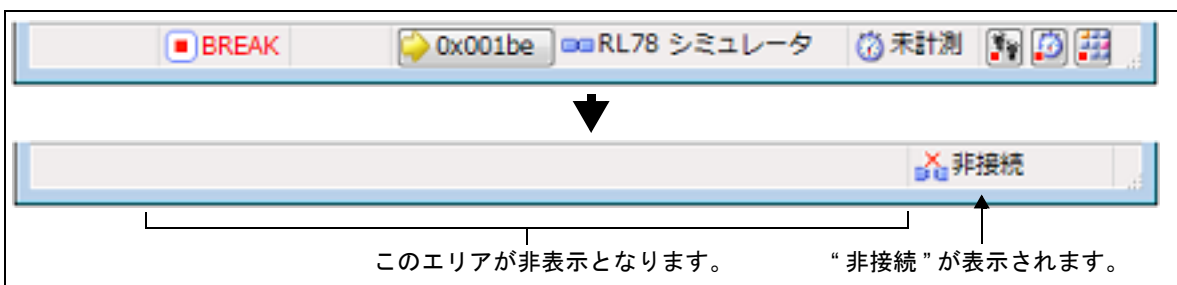 BREAK 0x001be RL78 シミュレータ 未計測
非接続
このエリアが非表示となります。 “非接続”が表示されます。